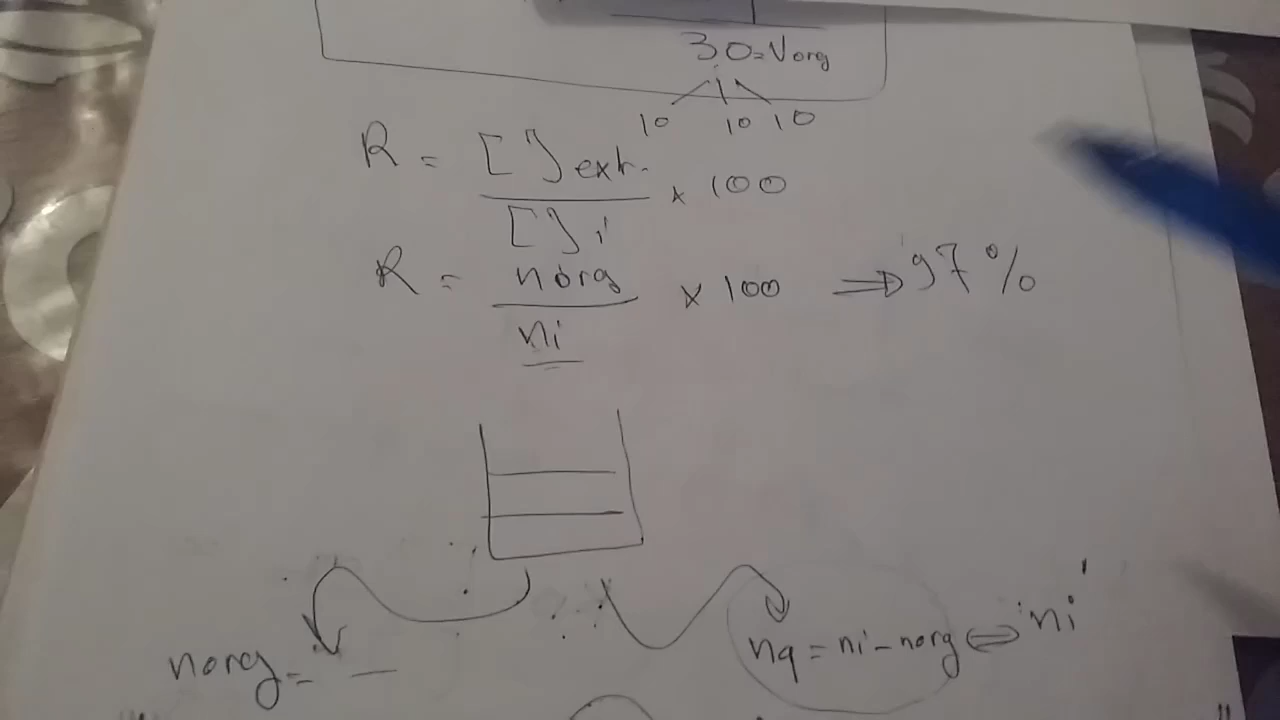 30=Vorg
10 10 10
R = [ ]extr. / [ ]i × 100
R = norg / ni × 100 ⇒ 97 %
norg = —
nq = ni - norg ⇔ 'ni'